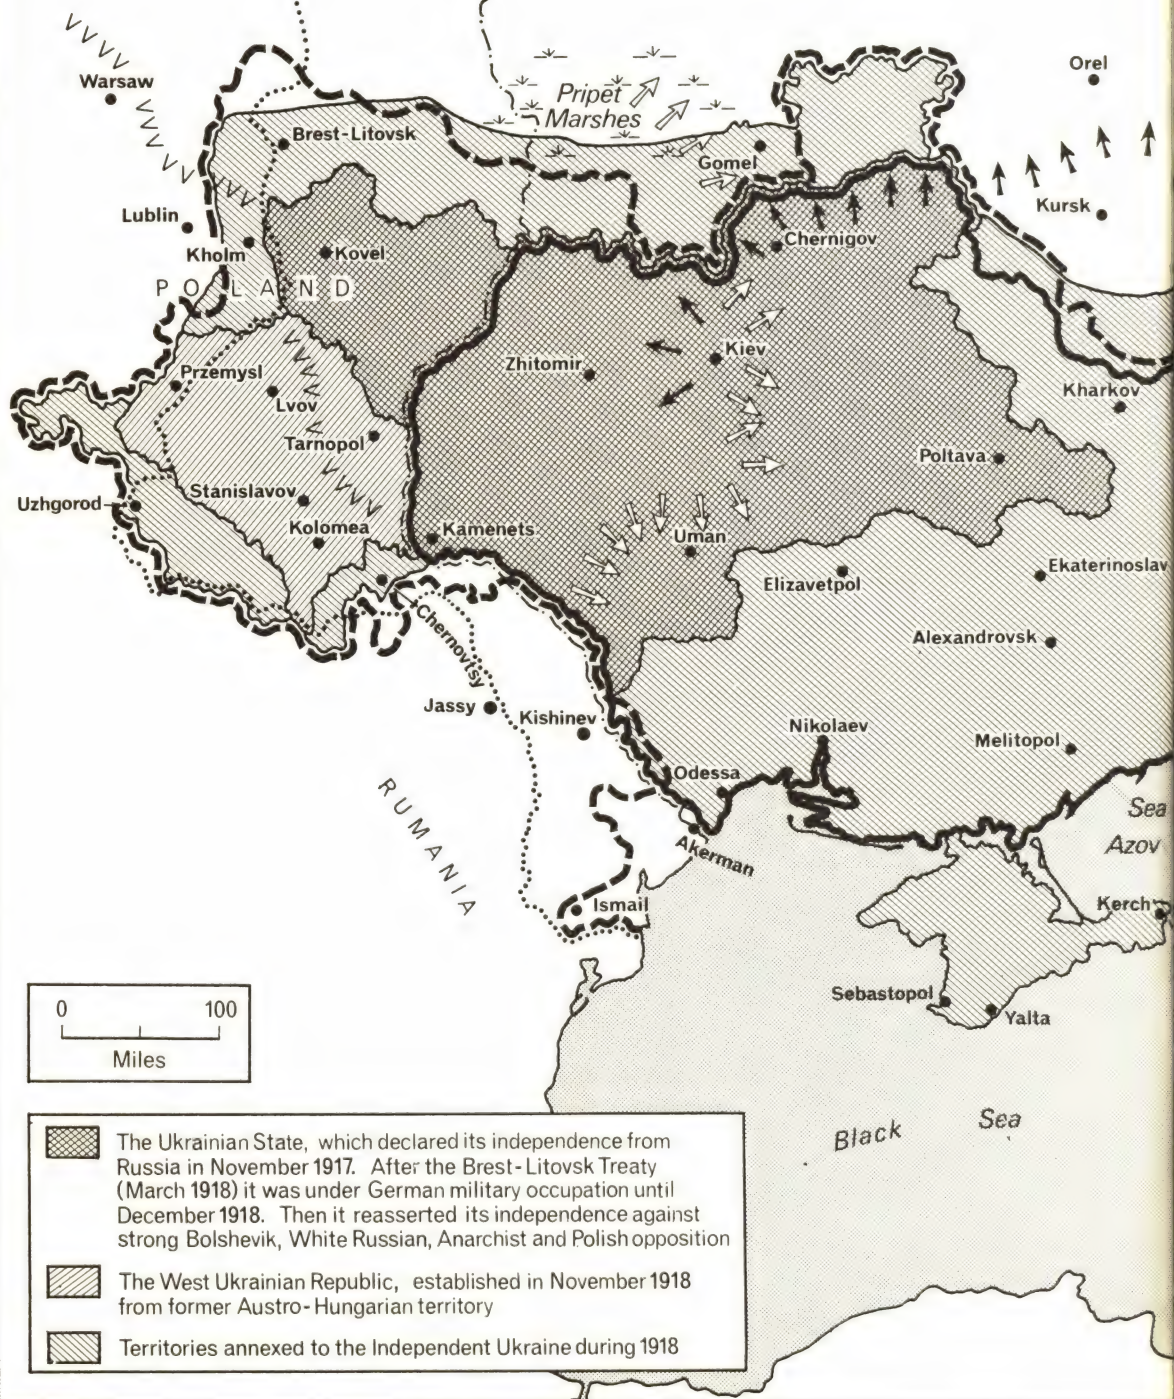 Orel
Warsaw
Pripet
Marshes
Brest-Litovsk
Gomel
Kursk
Lublin
Chernigov
Kholm
Kovel
POLAND
Kiev
Zhitomir
Przemysl
Kharkov
Lvov
Tarnopol
Poltava
Stanislavov
Uzhgorod
Kolomea
Kamenets
Uman
Ekaterinoslav
Elizavetpol
Chernovtsy
Alexandrovsk
Jassy
Kishinev
Nikolaev
Melitopol
Odessa
RUMANIA
Sea
Azov
Akerman
Ismail
Kerch
Sebastopol
Yalta
0 100
Miles
Black Sea
The Ukrainian State, which declared its independence from
Russia in November 1917. After the Brest-Litovsk Treaty
(March 1918) it was under German military occupation until
December 1918. Then it reasserted its independence against
strong Bolshevik, White Russian, Anarchist and Polish opposition
The West Ukrainian Republic, established in November 1918
from former Austro-Hungarian territory
Territories annexed to the Independent Ukraine during 1918